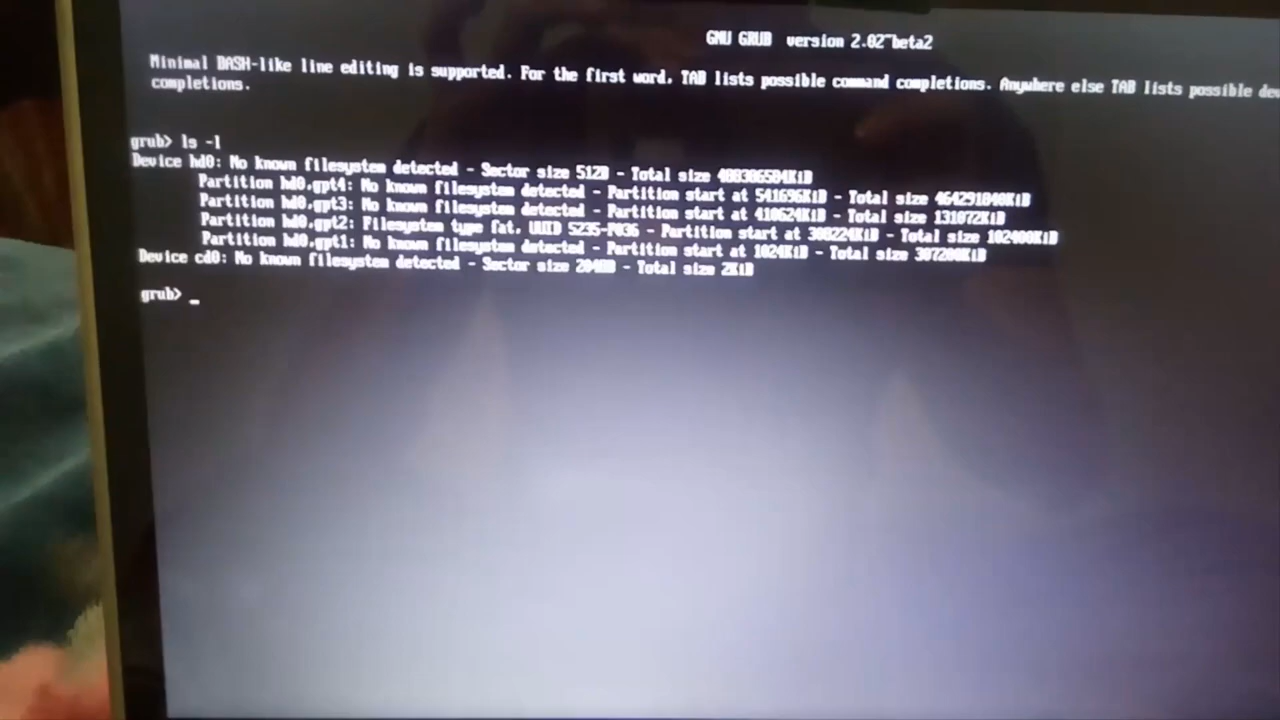 GNU GRUB version 2.02~beta2
Minimal BASH-like line editing is supported. For the first word, TAB lists possible command completions. Anywhere else TAB lists possible
completions.
grub> ls -l
Device hd0: No known filesystem detected - Sector size 512B - Total size
Partition hd0,gpt4: No known filesystem detected - Partition start at 541696KiB - Total size 464291840KiB
Partition hd0,gpt3: No known filesystem detected - Partition start at 410624KiB - Total size 131072KiB
Partition hd0,gpt2: Filesystem type fat, UUID - Partition start at 308224KiB - Total size 102400KiB
Partition hd0,gpt1: No known filesystem detected - Partition start at 1024KiB - Total size 307200KiB
Device cd0: No known filesystem detected - Sector size 2048B - Total size 2KiB
grub> _